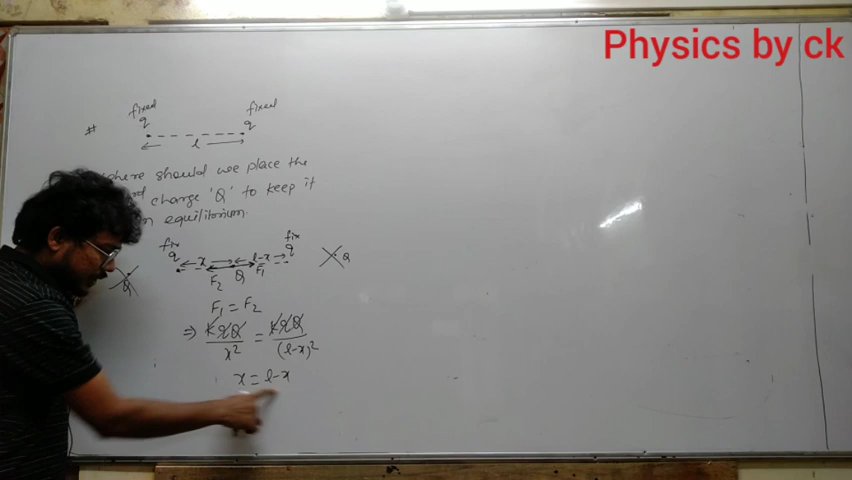 Physics by ck
fixed fixed
q q
#
l
where should we place the
charge 'Q' to keep it
in equilibrium.
fix fix
q x l-x q
F₂ Q F₁
Q Q
F₁ = F₂
⇒ KqQ/x² = KqQ/(l-x)²
x = l-x